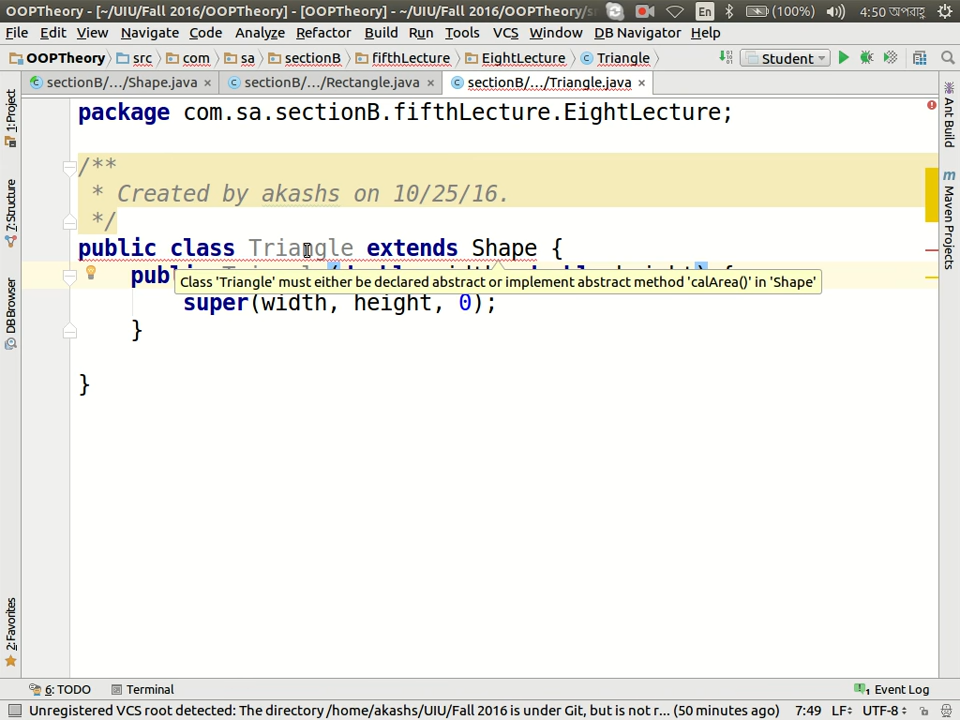 OOPTheory - [~/UIU/Fall 2016/OOPTheory] - [OOPTheory] - ~/UIU/Fall 2016/OOPTheory/ En (100%) 4:50 অপরাহ্ণ
File Edit View Navigate Code Analyze Refactor Build Run Tools VCS Window DB Navigator Help
OOPTheory src com sa sectionB fifthLecture EightLecture Triangle Student
sectionB/.../Shape.java × sectionB/.../Rectangle.java × sectionB/.../Triangle.java ×
1: Project
7: Structure
DB Browser
2: Favorites
package com.sa.sectionB.fifthLecture.EightLecture;
/**
* Created by akashs on 10/25/16.
*/
public class Triangle extends Shape {
Class 'Triangle' must either be declared abstract or implement abstract method 'calArea()' in 'Shape'
super(width, height, 0);
}
}
Ant Build
m Maven Projects
6: TODO Terminal Event Log
Unregistered VCS root detected: The directory /home/akashs/UIU/Fall 2016 is under Git, but is not r... (50 minutes ago) 7:49 LF UTF-8